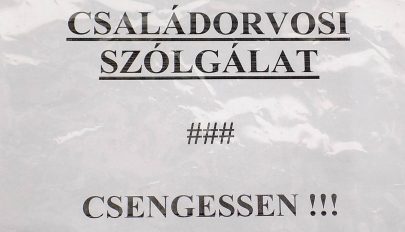 CSALÁDORVOSI
SZÓLGÁLAT
###
CSENGESSEN !!!